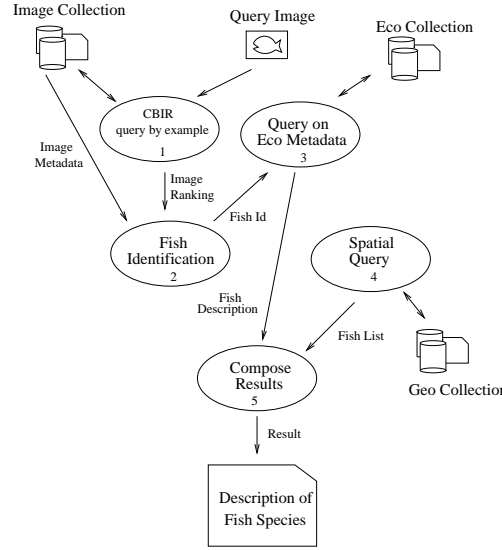 Image Collection
Query Image
Eco Collection
CBIR
query by example
1
Query on
Eco Metadata
3
Image
Metadata
Image
Ranking
Fish Id
Fish
Identification
2
Spatial
Query
4
Fish
Description
Fish List
Geo Collection
Compose
Results
5
Result
Description of
Fish Species